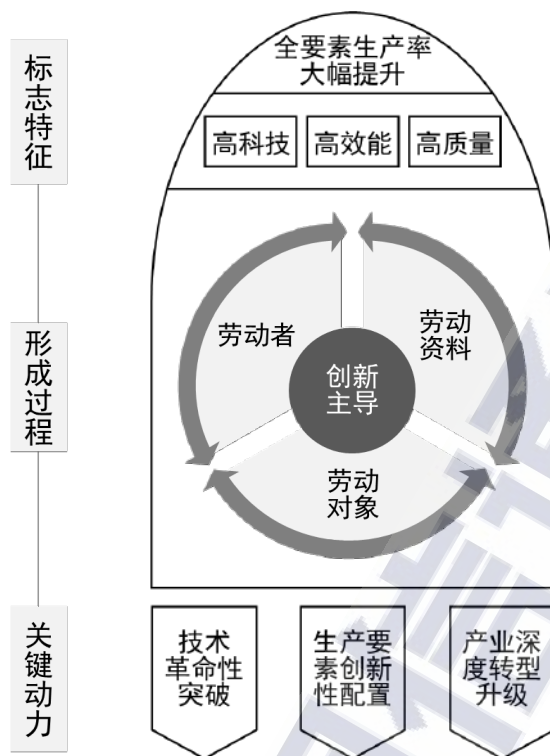 标志特征
全要素生产率
大幅提升
高科技
高效能
高质量
形成过程
劳动者
劳动
资料
创新
主导
劳动
对象
关键动力
技术
革命性
突破
生产要
素创新
性配置
产业深
度转型
升级